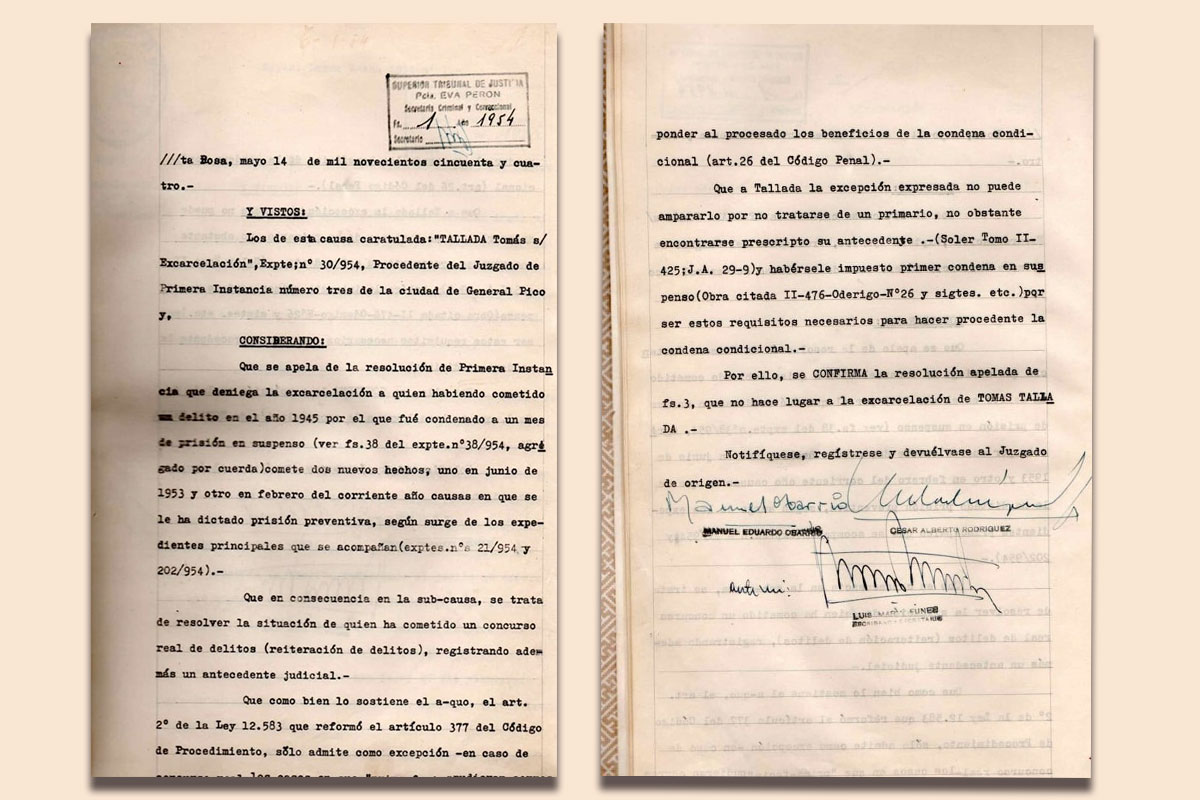 SUPERIOR TRIBUNAL DE JUSTICIA
Pcia. EVA PERON
Secretaría Criminal y Correccional
Fs. 1 Año 1954
Secretario
///ta Rosa, mayo 14 de mil novecientos cincuenta y cua-
tro.-
Y VISTOS:
Los de esta causa caratulada:"TALLADA Tomás s/
Excarcelación",Expte;nº 30/954, Procedente del Juzgado de
Primera Instancia número tres de la ciudad de General Pico
y,
CONSIDERANDO:
Que se apela de la resolución de Primera Instan
cia que deniega la excarcelación a quien habiendo cometido
un delito en el año 1945 por el que fué condenado a un mes
de prisión en suspenso (ver fs.38 del expte.nº38/954, agre
gado por cuerda)comete dos nuevos hechos, uno en junio de
1953 y otro en febrero del corriente año causas en que se
le ha dictado prisión preventiva, según surge de los expe-
dientes principales que se acompañan(exptes.nºs 21/954 y
202/954).-
Que en consecuencia en la sub-causa, se trata
de resolver la situación de quien ha cometido un concurso
real de delitos (reiteración de delitos), registrando ade-
más un antecedente judicial.-
Que como bien lo sostiene el a-quo, el art.
2º de la Ley 12.583 que reformó el artículo 377 del Código
de Procedimiento, sólo admite como excepción -en caso de
ponder al procesado los beneficios de la condena condi-
cional (art.26 del Código Penal).-
Que a Tallada la excepción expresada no puede
ampararlo por no tratarse de un primario, no obstante
encontrarse prescripto su antecedente .-(Soler Tomo II-
425;J.A. 29-9)y habérsele impuesto primer condena en sus
penso(Obra citada II-476-Oderigo-Nº26 y sigtes. etc.)por
ser estos requisitos necesarios para hacer procedente la
condena condicional.-
Por ello, se CONFIRMA la resolución apelada de
fs.3, que no hace lugar a la excarcelación de TOMAS TALLA
DA .-
Notifíquese, regístrese y devuélvase al Juzgado
de origen.-
Manuel Obarrio
MANUEL EDUARDO OBARRIO
CESAR ALBERTO RODRIGUEZ
ante mi:
LUIS FUNES